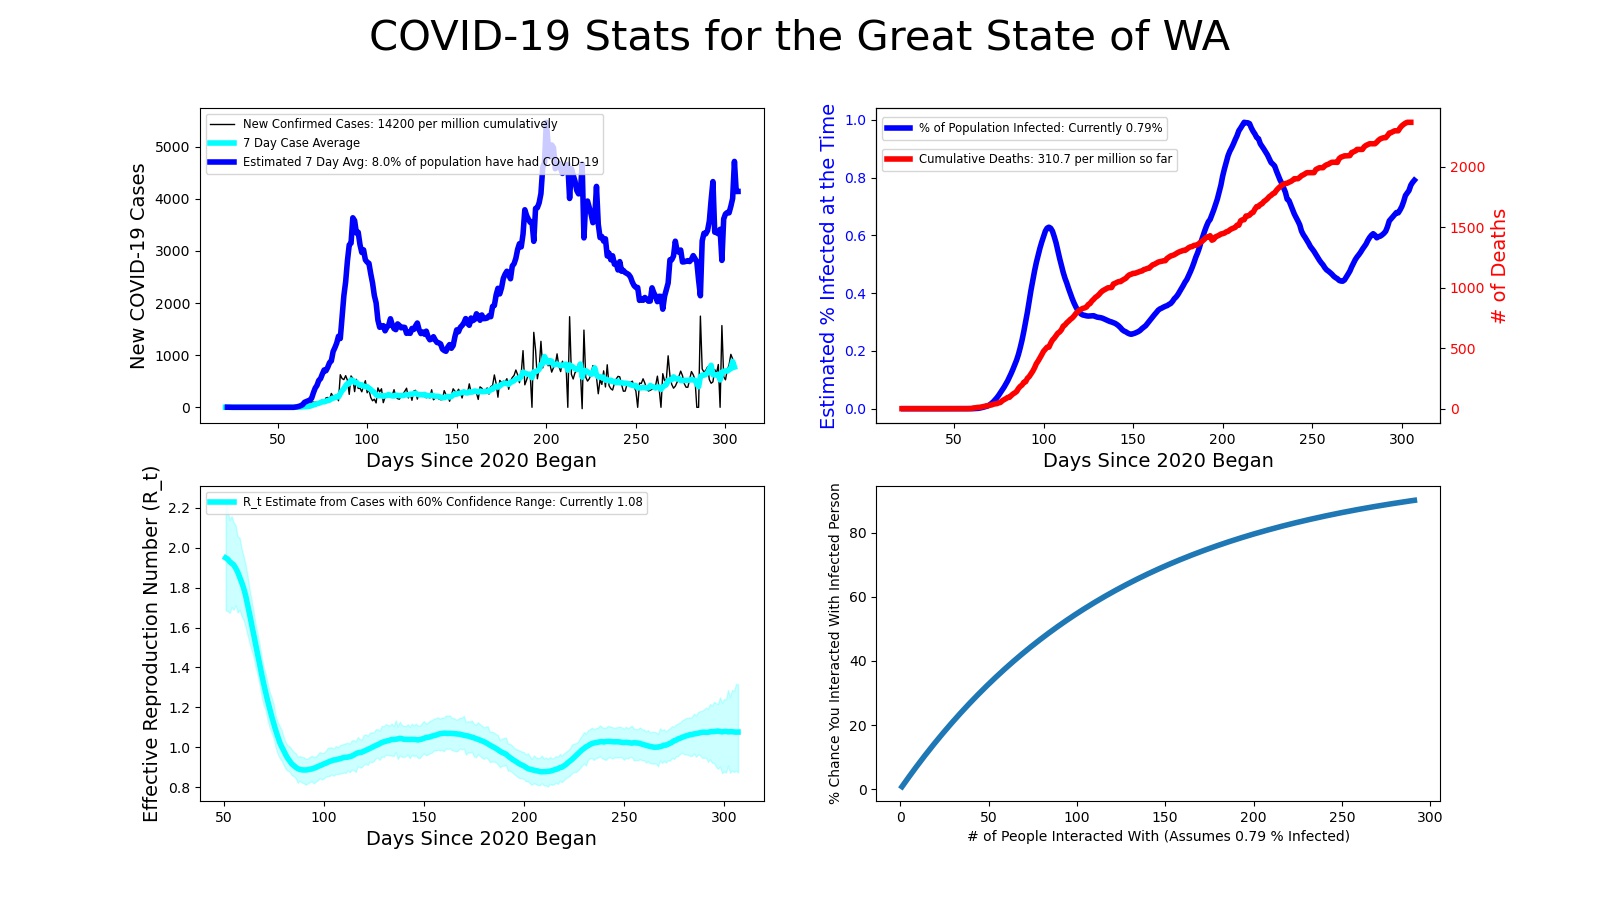 COVID-19 Stats for the Great State of WA
New COVID-19 Cases
5000
4000
3000
2000
1000
0
New Confirmed Cases: 14200 per million cumulatively
7 Day Case Average
Estimated 7 Day Avg: 8.0% of population have had COVID-19
50 100 150 200 250 300
Days Since 2020 Began
Estimated % Infected at the Time
1.0
0.8
0.6
0.4
0.2
0.0
% of Population Infected: Currently 0.79%
Cumulative Deaths: 310.7 per million so far
2000
1500
1000
500
0
# of Deaths
50 100 150 200 250 300
Days Since 2020 Began
Effective Reproduction Number (R_t)
2.2
2.0
1.8
1.6
1.4
1.2
1.0
0.8
R_t Estimate from Cases with 60% Confidence Range: Currently 1.08
50 100 150 200 250 300
Days Since 2020 Began
% Chance You Interacted With Infected Person
80
60
40
20
0
0 50 100 150 200 250 300
# of People Interacted With (Assumes 0.79 % Infected)